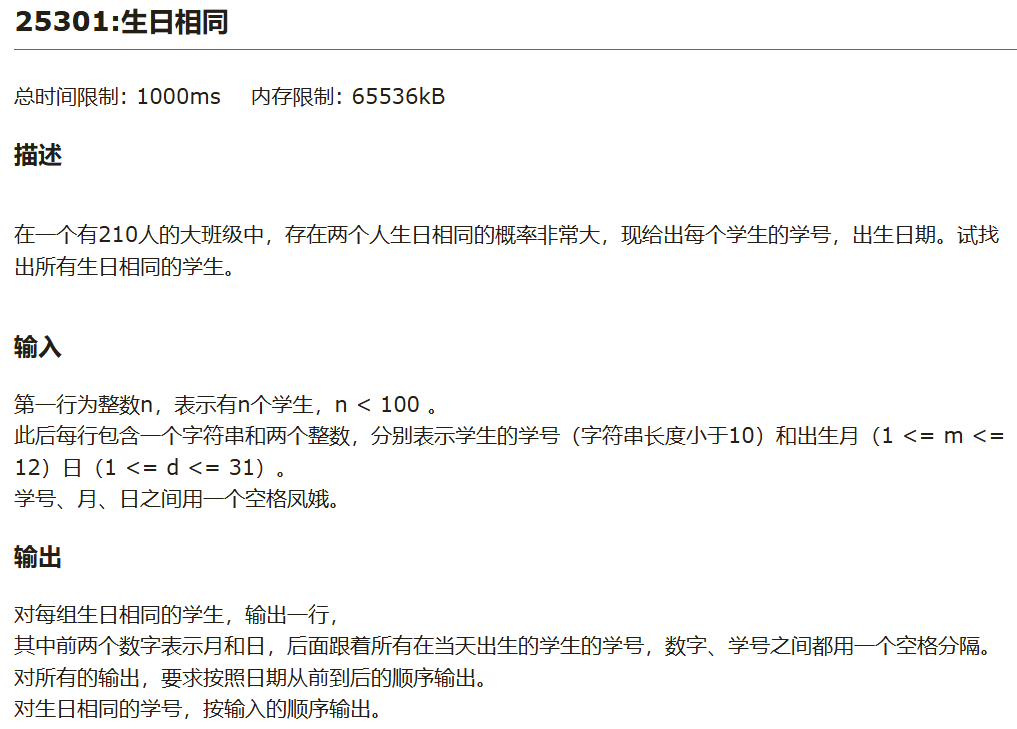 25301:生日相同
总时间限制: 1000ms 内存限制: 65536kB
描述
在一个有210人的大班级中，存在两个人生日相同的概率非常大，现给出每个学生的学号，出生日期。试找
出所有生日相同的学生。
输入
第一行为整数n，表示有n个学生，n < 100 。
此后每行包含一个字符串和两个整数，分别表示学生的学号（字符串长度小于10）和出生月（1 <= m <=
12）日（1 <= d <= 31）。
学号、月、日之间用一个空格凤娥。
输出
对每组生日相同的学生，输出一行，
其中前两个数字表示月和日，后面跟着所有在当天出生的学生的学号，数字、学号之间都用一个空格分隔。
对所有的输出，要求按照日期从前到后的顺序输出。
对生日相同的学号，按输入的顺序输出。